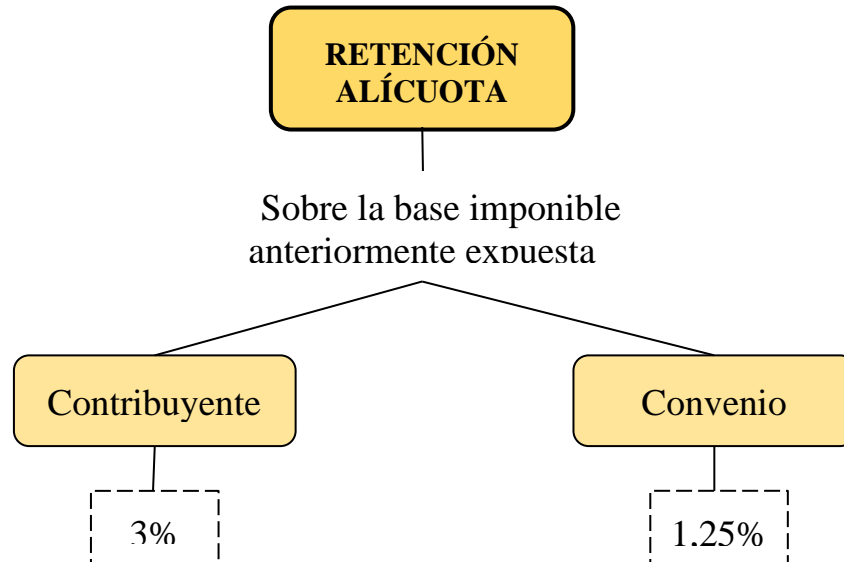 RETENCIÓN
ALÍCUOTA
Sobre la base imponible
anteriormente expuesta
Contribuyente
Convenio
3%
1,25%